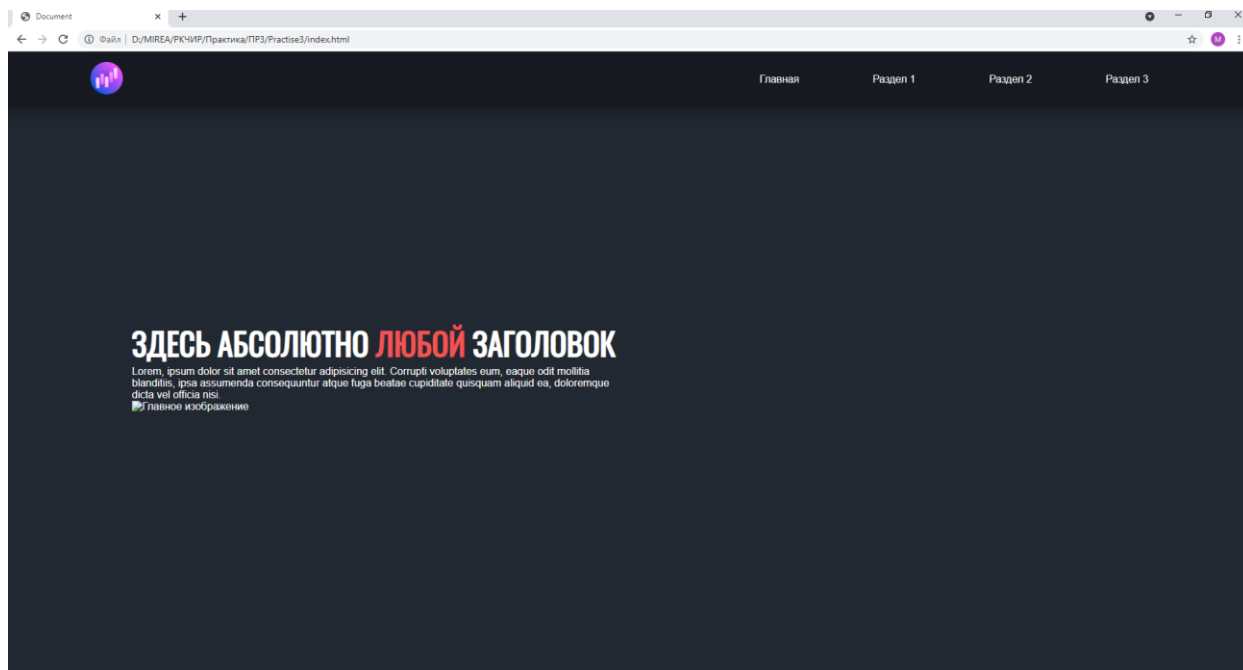 Document
Файл | D:/MIREA/РКЧИР/Практика/ПР3/Practise3/index.html
M
Главная Раздел 1 Раздел 2 Раздел 3
ЗДЕСЬ АБСОЛЮТНО ЛЮБОЙ ЗАГОЛОВОК
Lorem, ipsum dolor sit amet consectetur adipisicing elit. Corrupti voluptates eum, eaque odit mollitia
blanditiis, ipsa assumenda consequuntur atque fuga beatae cupiditate quisquam aliquid ea, doloremque
dicta vel officia nisi.
Главное изображение